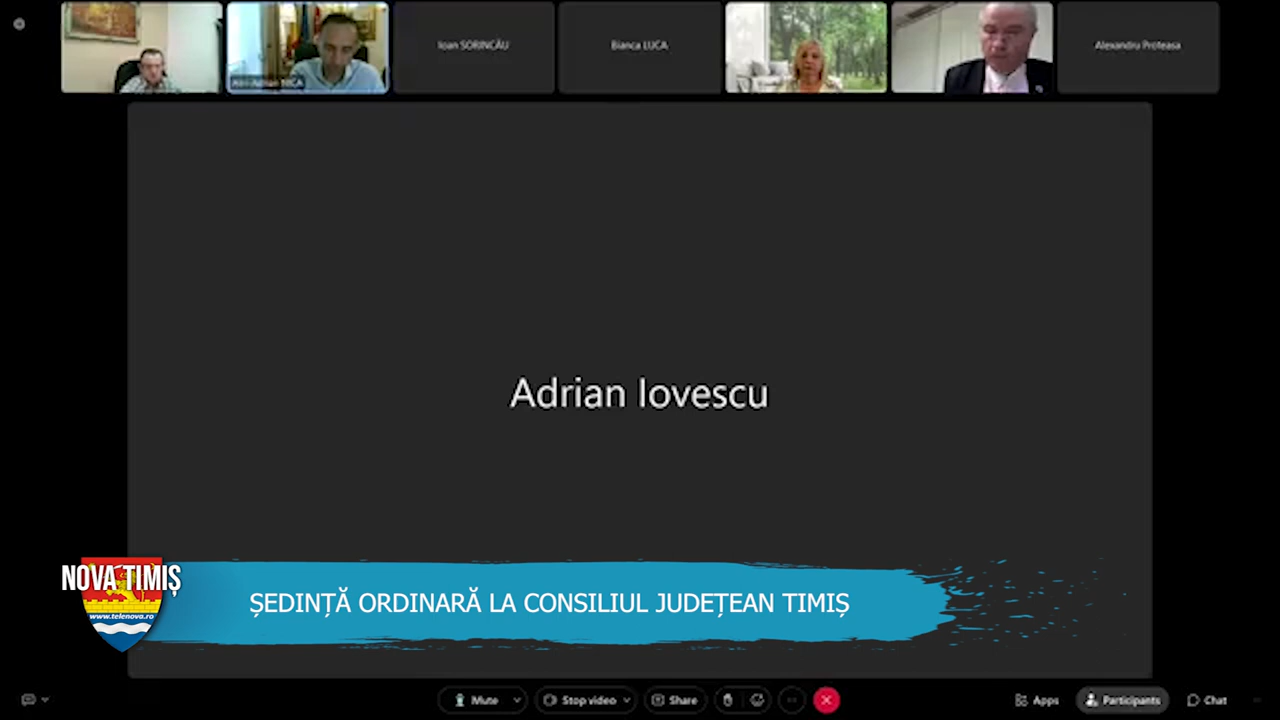 Ioan SORINCĂU
Bianca LUCA
Alexandru Proteasa
Adrian Iovescu
NOVA TIMIȘ
www.telenova.ro
ȘEDINȚĂ ORDINARĂ LA CONSILIUL JUDEȚEAN TIMIȘ
Mute
Stop video
Share
Apps
Participants
Chat